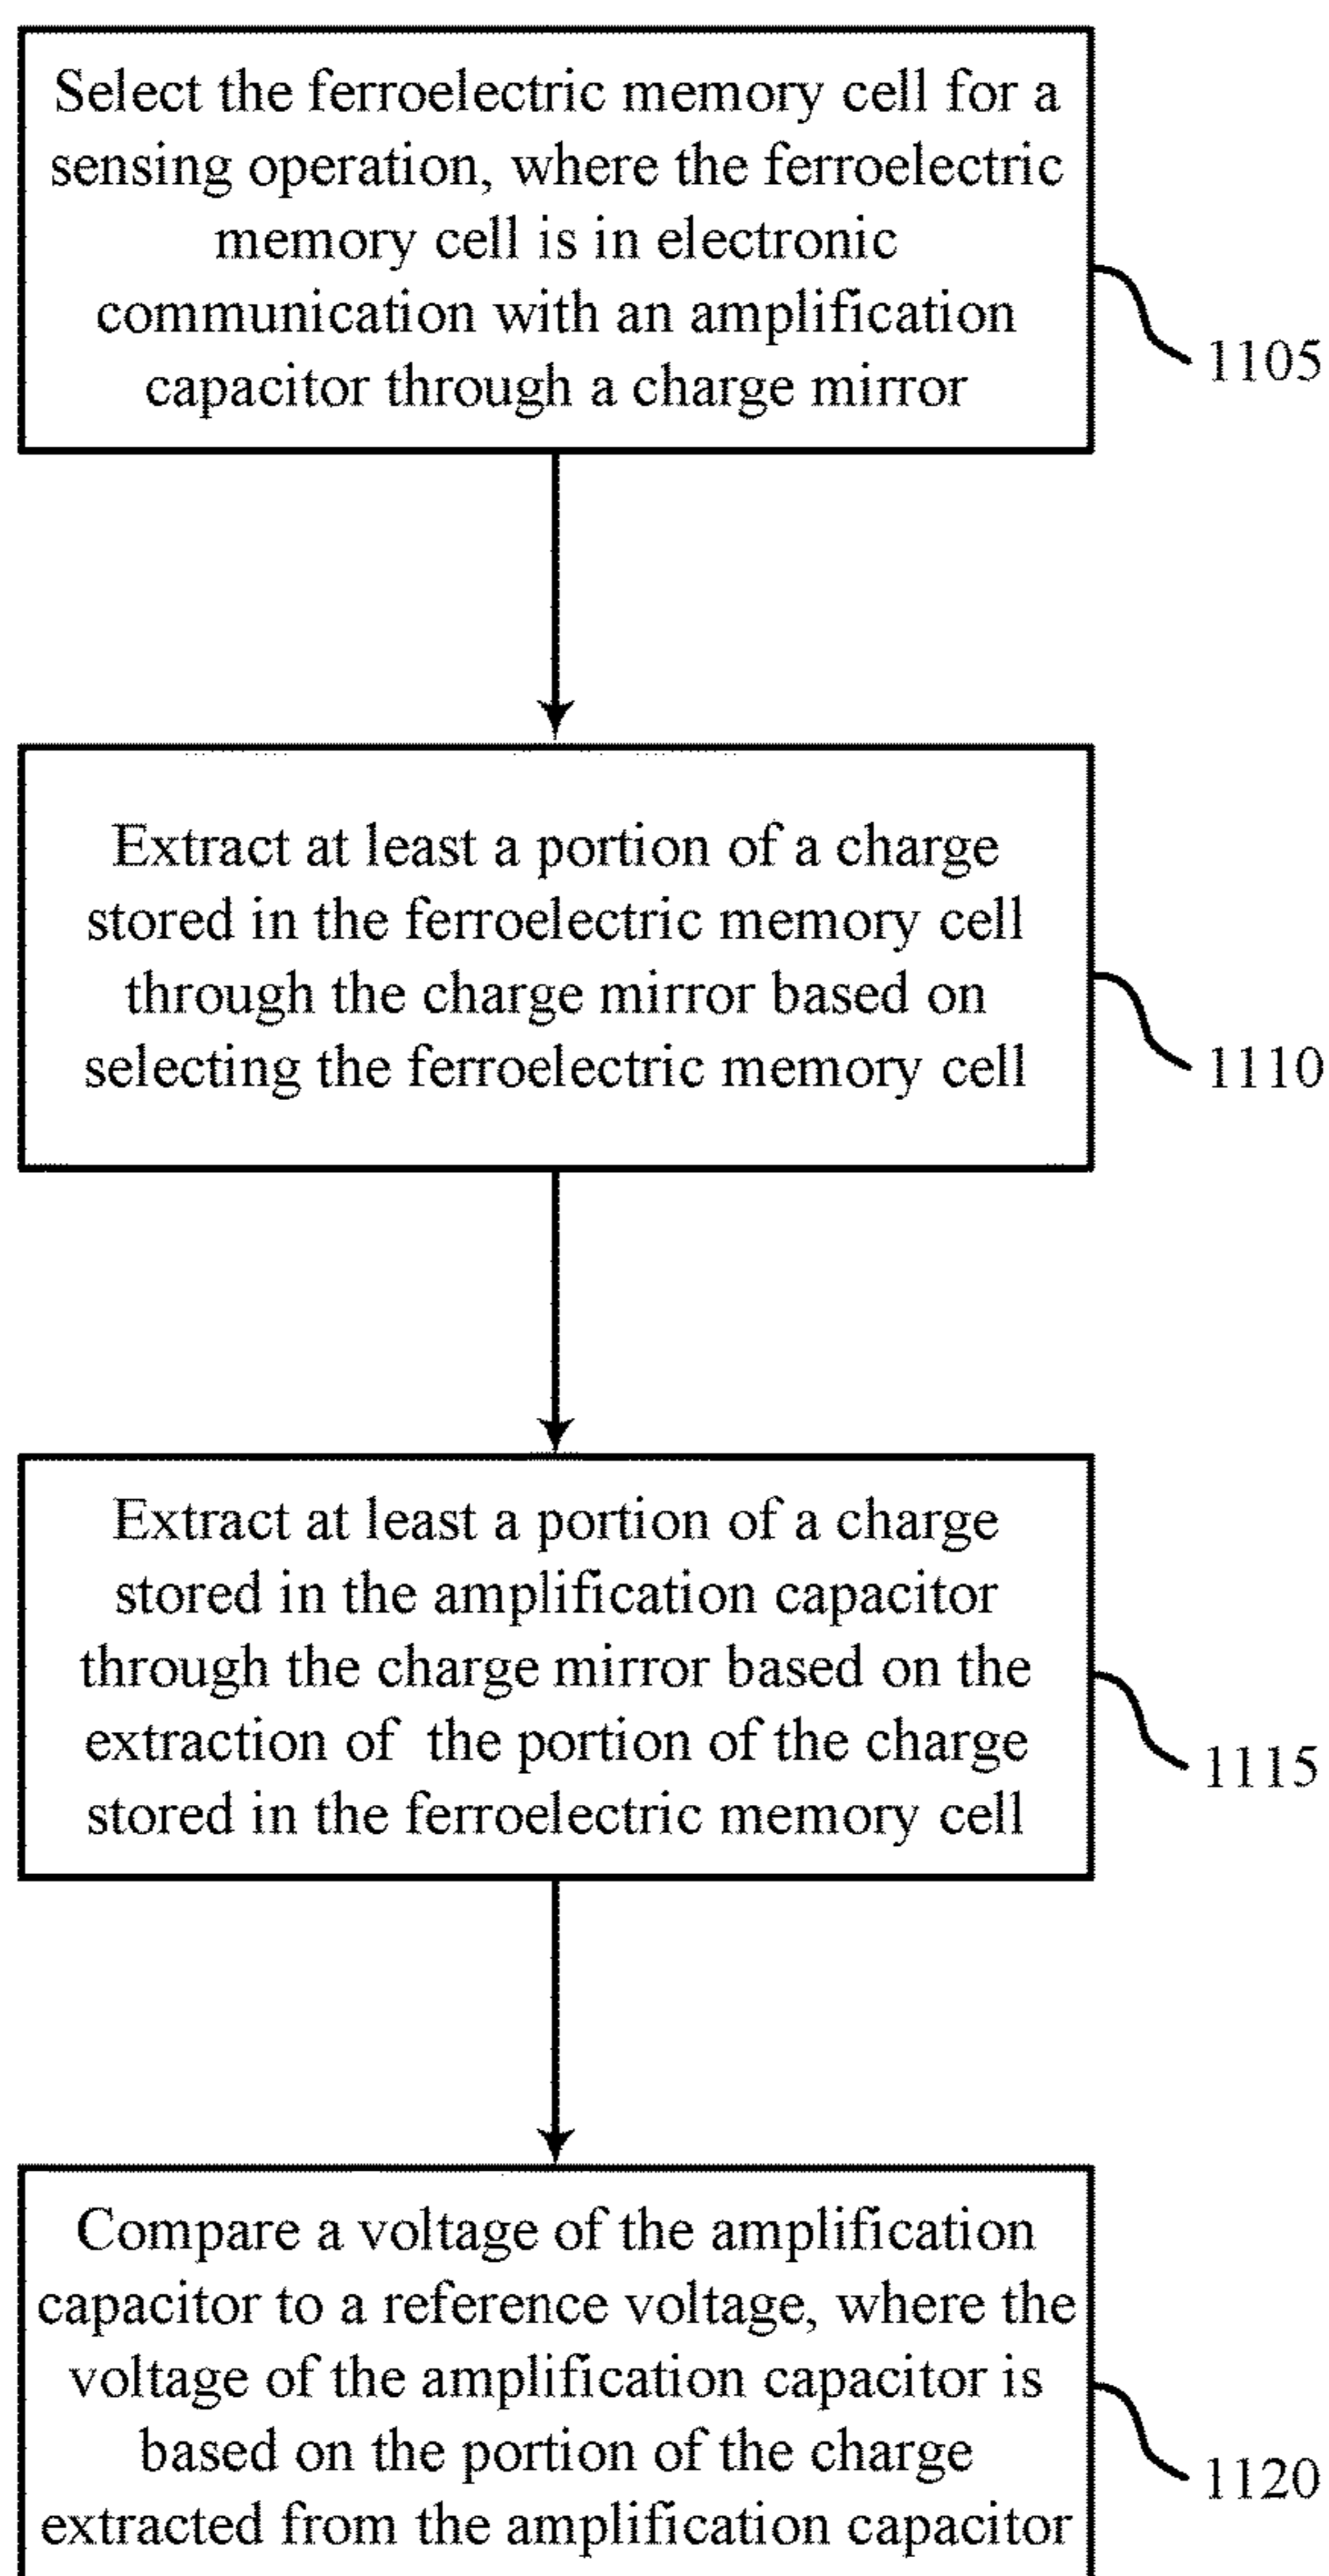 Select the ferroelectric memory cell for a
sensing operation, where the ferroelectric
memory cell is in electronic
communication with an amplification
capacitor through a charge mirror
1105
Extract at least a portion of a charge
stored in the ferroelectric memory cell
through the charge mirror based on
selecting the ferroelectric memory cell
1110
Extract at least a portion of a charge
stored in the amplification capacitor
through the charge mirror based on the
extraction of the portion of the charge
stored in the ferroelectric memory cell
1115
Compare a voltage of the amplification
capacitor to a reference voltage, where the
voltage of the amplification capacitor is
based on the portion of the charge
extracted from the amplification capacitor
1120